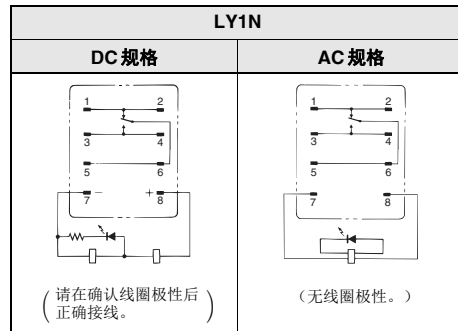 LY1N
DC规格 AC规格
1 2
3 4
5 6
7 − + 8
1 2
3 4
5 6
7 8
(请在确认线圈极性后
正确接线。)
(无线圈极性。)